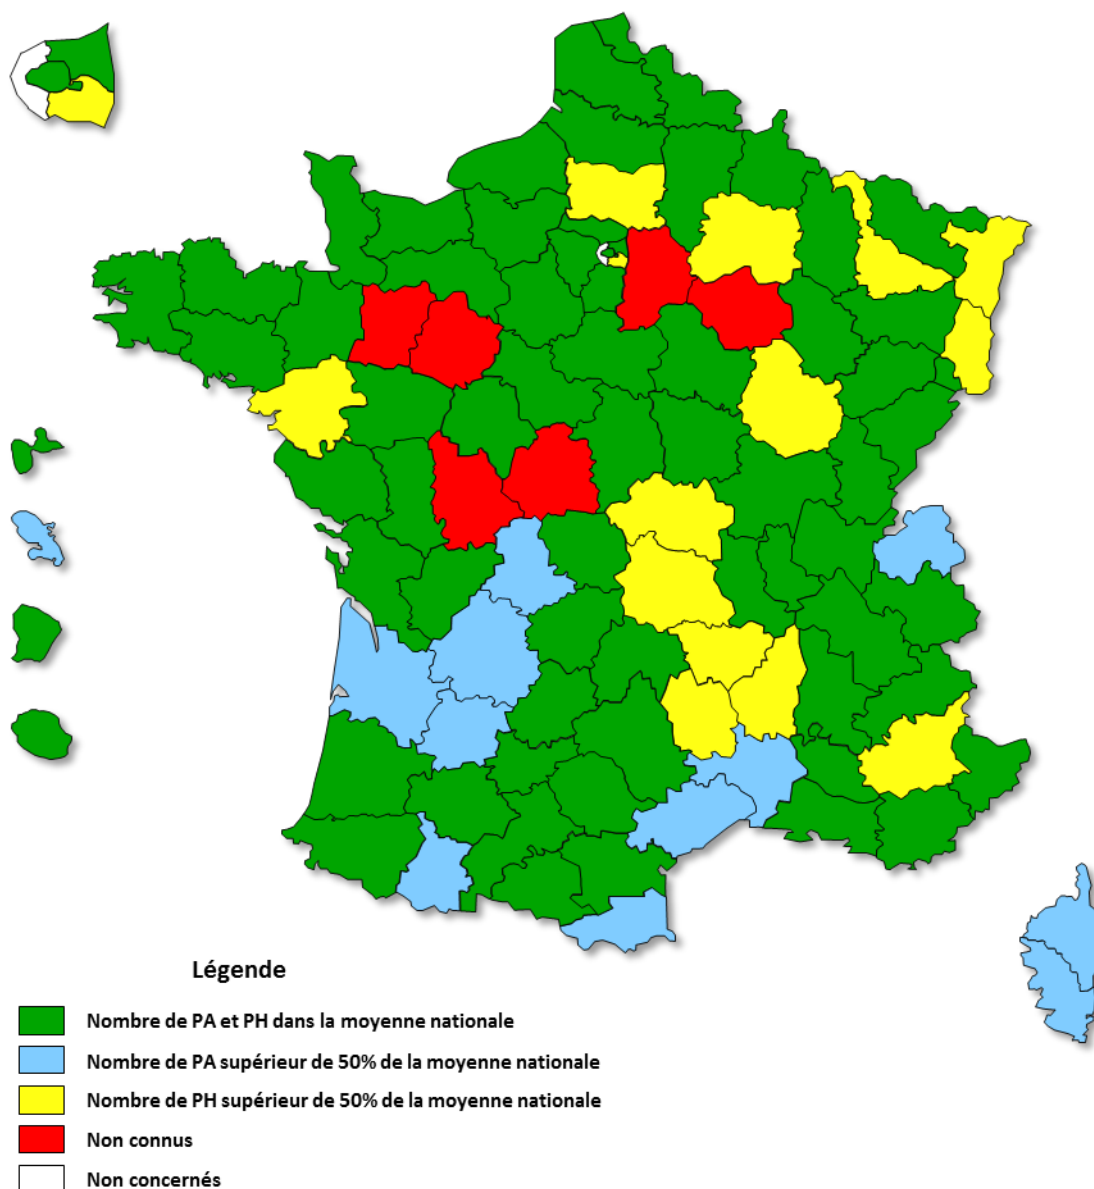 Légende
Nombre de PA et PH dans la moyenne nationale
Nombre de PA supérieur de 50% de la moyenne nationale
Nombre de PH supérieur de 50% de la moyenne nationale
Non connus
Non concernés